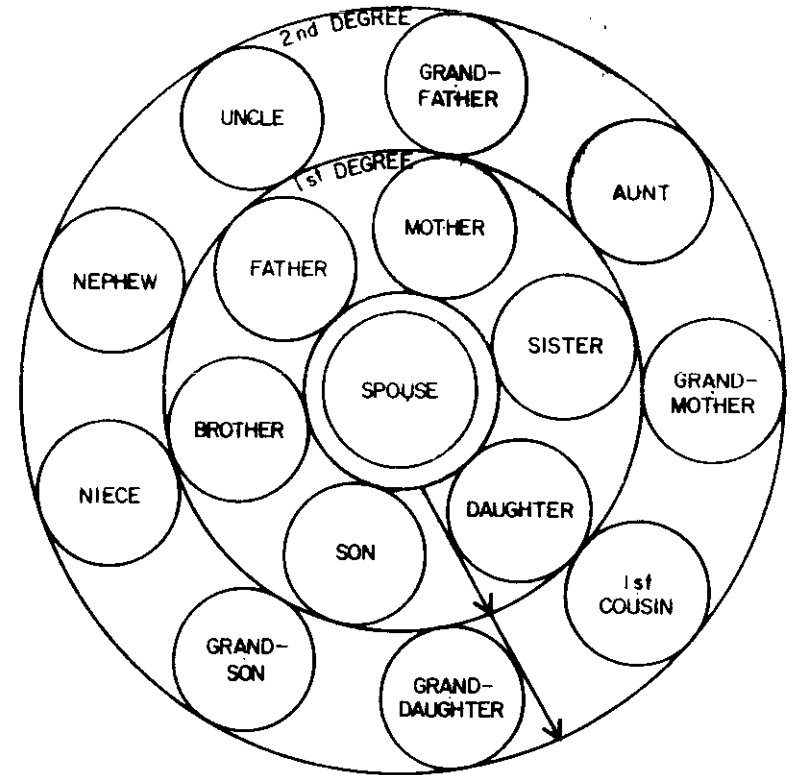 2nd DEGREE
GRAND-
FATHER
UNCLE
AUNT
1st DEGREE
MOTHER
FATHER
NEPHEW
SISTER
SPOUSE
GRAND-
MOTHER
BROTHER
NIECE
DAUGHTER
SON
1st
COUSIN
GRAND-
SON
GRAND-
DAUGHTER